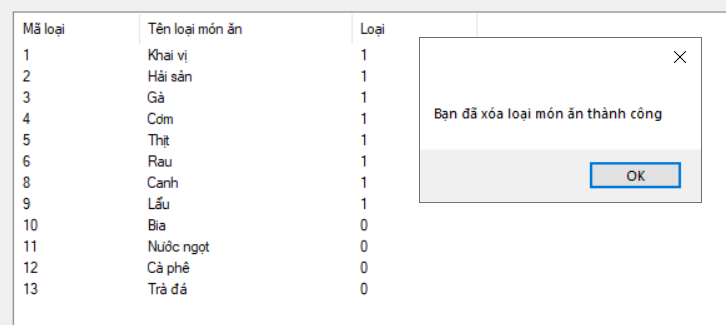 Mã loại Tên loại món ăn Loại
1 Khai vị 1
2 Hải sản 1
3 Gà 1
4 Cơm 1
5 Thịt 1
6 Rau 1
8 Canh 1
9 Lẩu 1
10 Bia 0
11 Nước ngọt 0
12 Cà phê 0
13 Trà đá 0
Bạn đã xóa loại món ăn thành công
OK